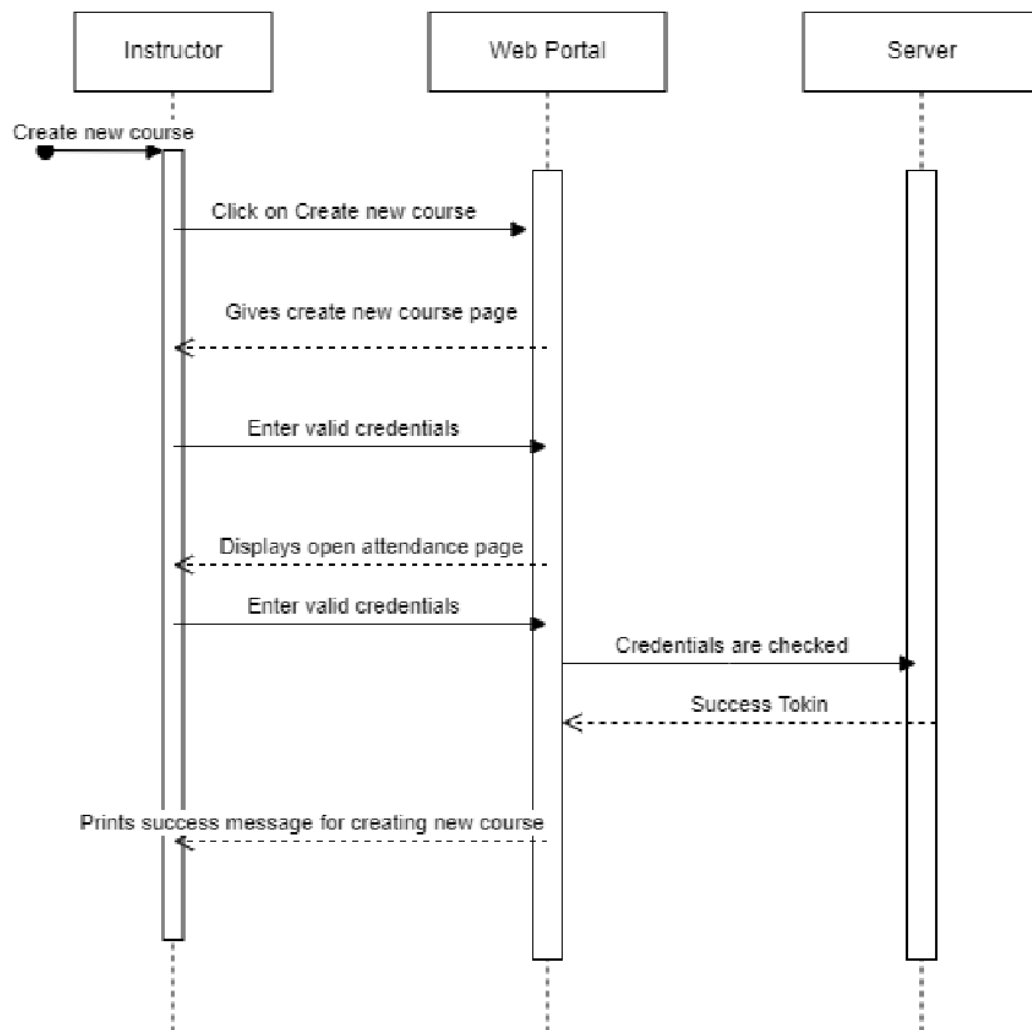 Instructor
Web Portal
Server
Create new course
Click on Create new course
Gives create new course page
Enter valid credentials
Displays open attendance page
Enter valid credentials
Credentials are checked
Success Tokin
Prints success message for creating new course